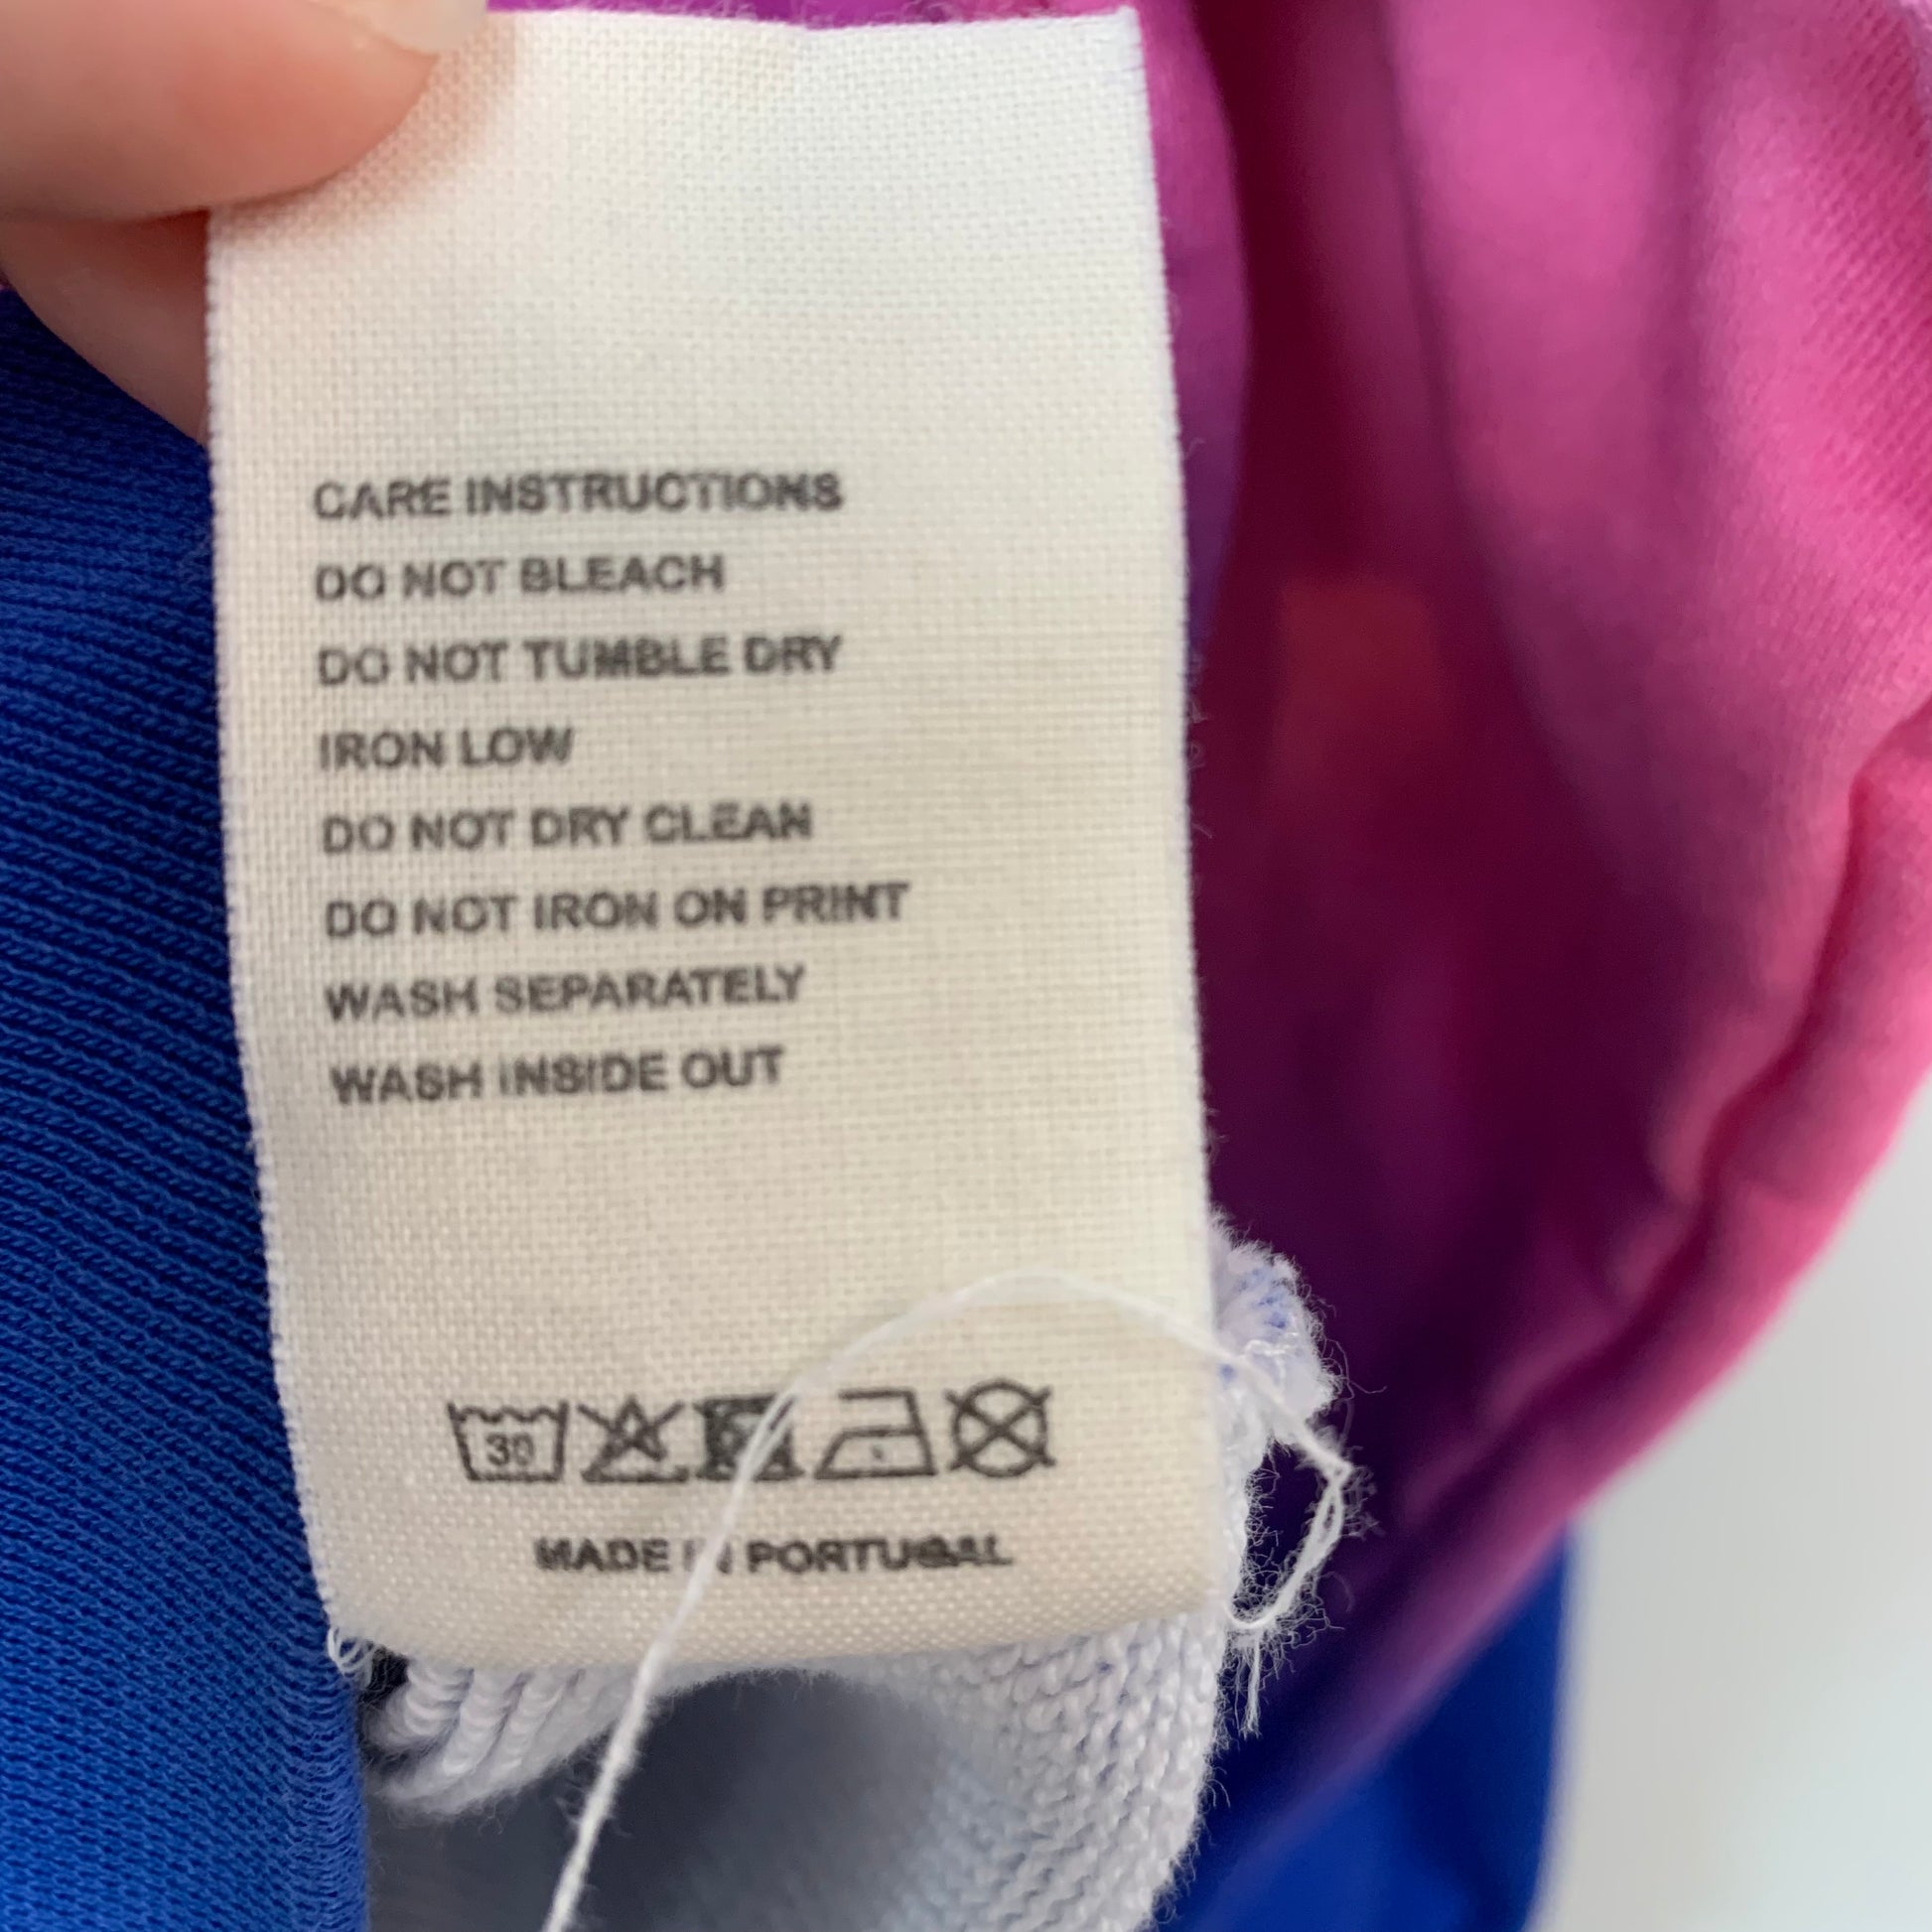 CARE INSTRUCTIONS
DO NOT BLEACH
DO NOT TUMBLE DRY
IRON LOW
DO NOT DRY CLEAN
DO NOT IRON ON PRINT
WASH SEPARATELY
WASH INSIDE OUT
30
MADE IN PORTUGAL